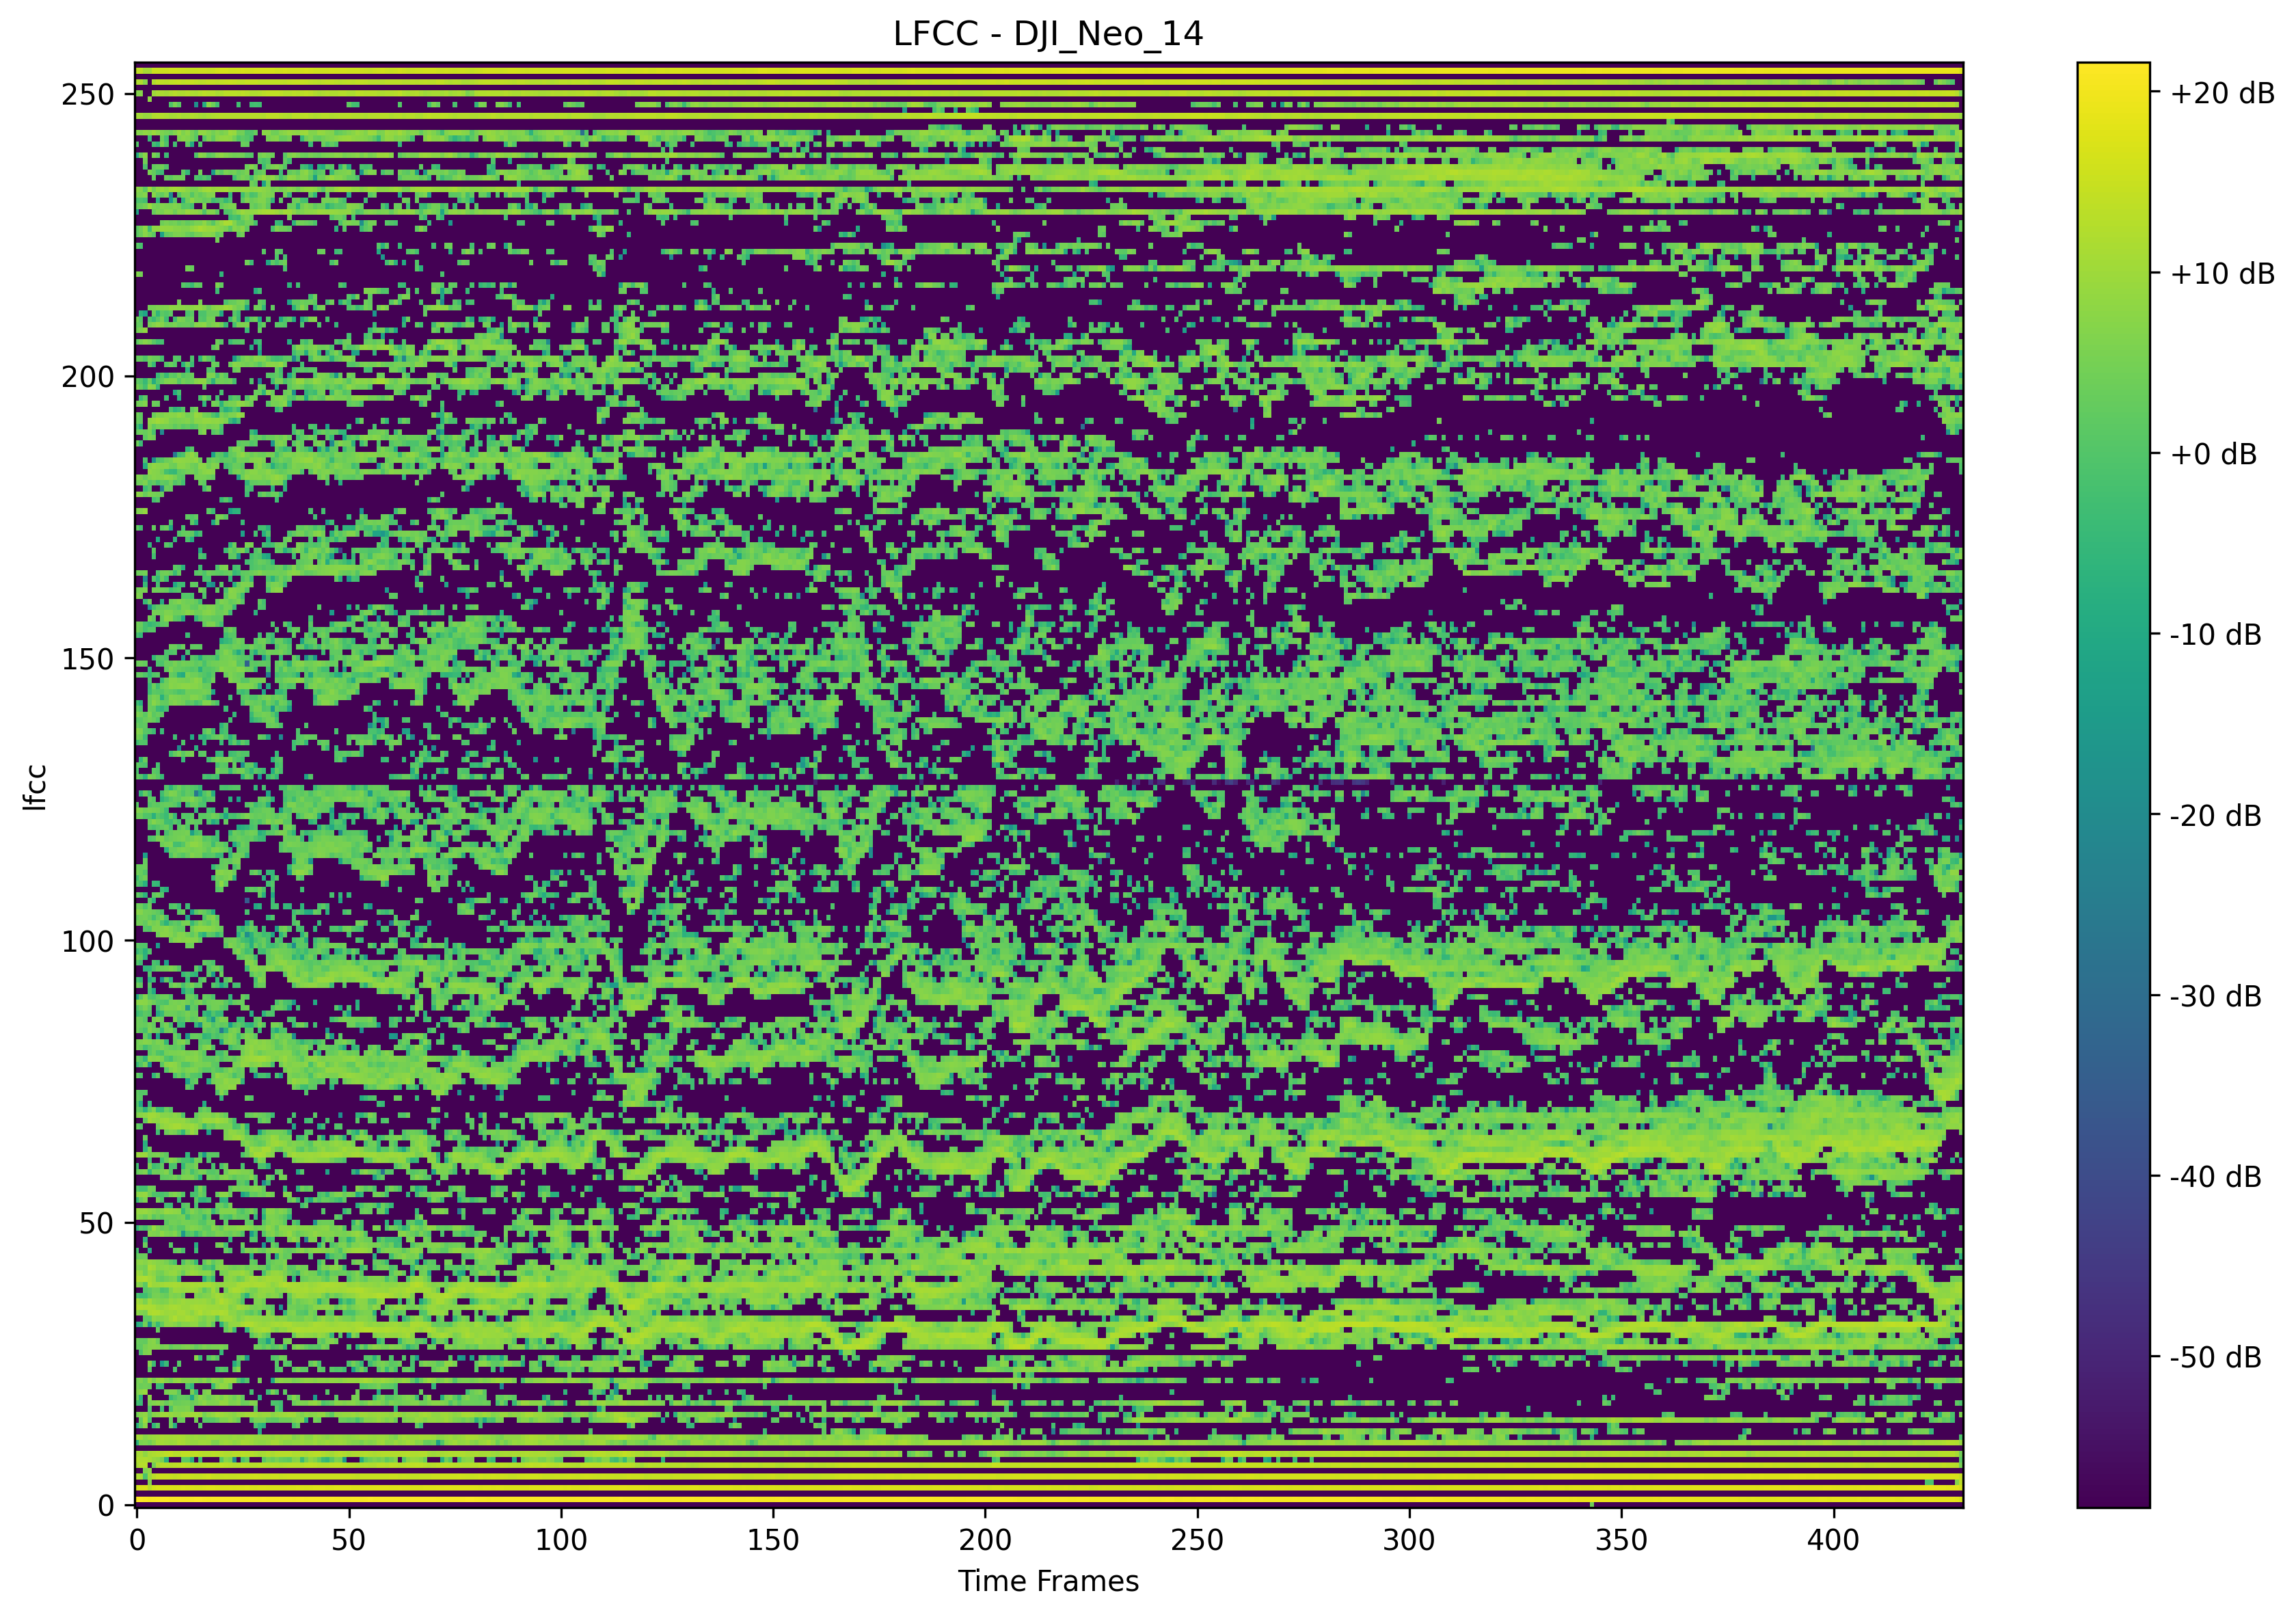 LFCC - DJI_Neo_14
250
200
150
100
50
0
lfcc
0 50 100 150 200 250 300 350 400
Time Frames
+20 dB
+10 dB
+0 dB
-10 dB
-20 dB
-30 dB
-40 dB
-50 dB